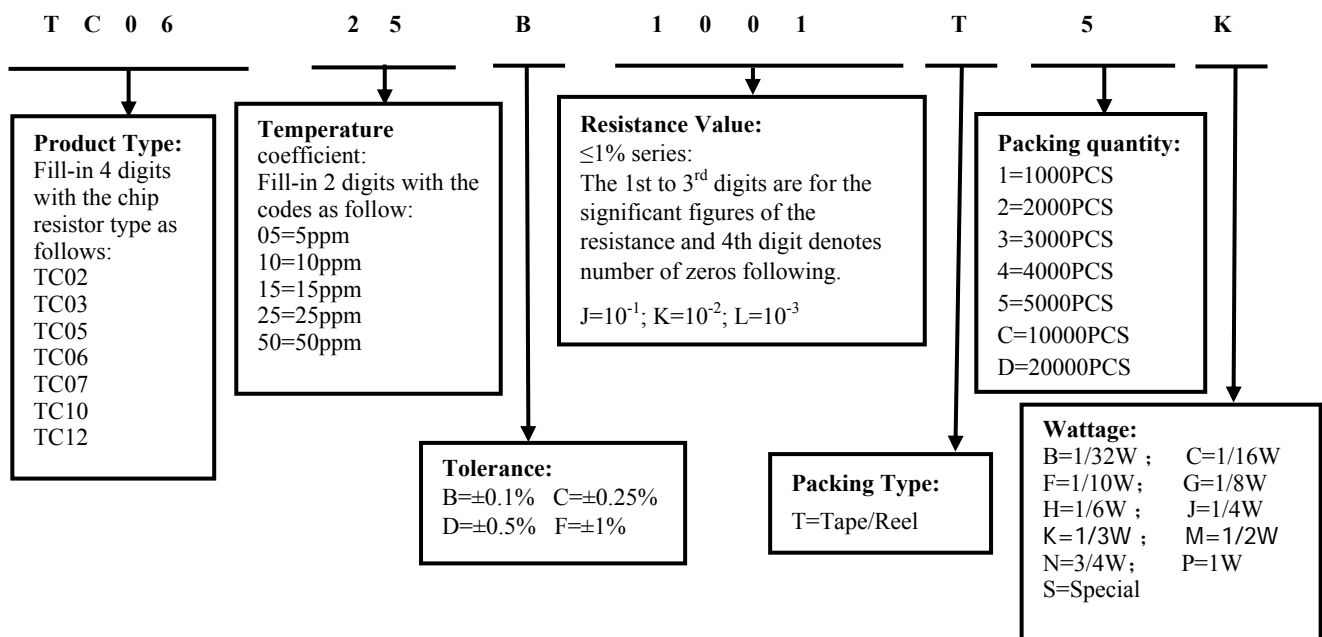 T C 0 6 2 5 B 1 0 0 1 T 5 K
Product Type:
Fill-in 4 digits
with the chip
resistor type as
follows:
TC02
TC03
TC05
TC06
TC07
TC10
TC12
Temperature
coefficient:
Fill-in 2 digits with the
codes as follow:
05=5ppm
10=10ppm
15=15ppm
25=25ppm
50=50ppm
Tolerance:
B=±0.1% C=±0.25%
D=±0.5% F=±1%
Resistance Value:
≤1% series:
The 1st to 3rd digits are for the
significant figures of the
resistance and 4th digit denotes
number of zeros following.
J=10-1; K=10-2; L=10-3
Packing Type:
T=Tape/Reel
Packing quantity:
1=1000PCS
2=2000PCS
3=3000PCS
4=4000PCS
5=5000PCS
C=10000PCS
D=20000PCS
Wattage:
B=1/32W ; C=1/16W
F=1/10W; G=1/8W
H=1/6W ; J=1/4W
K=1/3W ; M=1/2W
N=3/4W; P=1W
S=Special